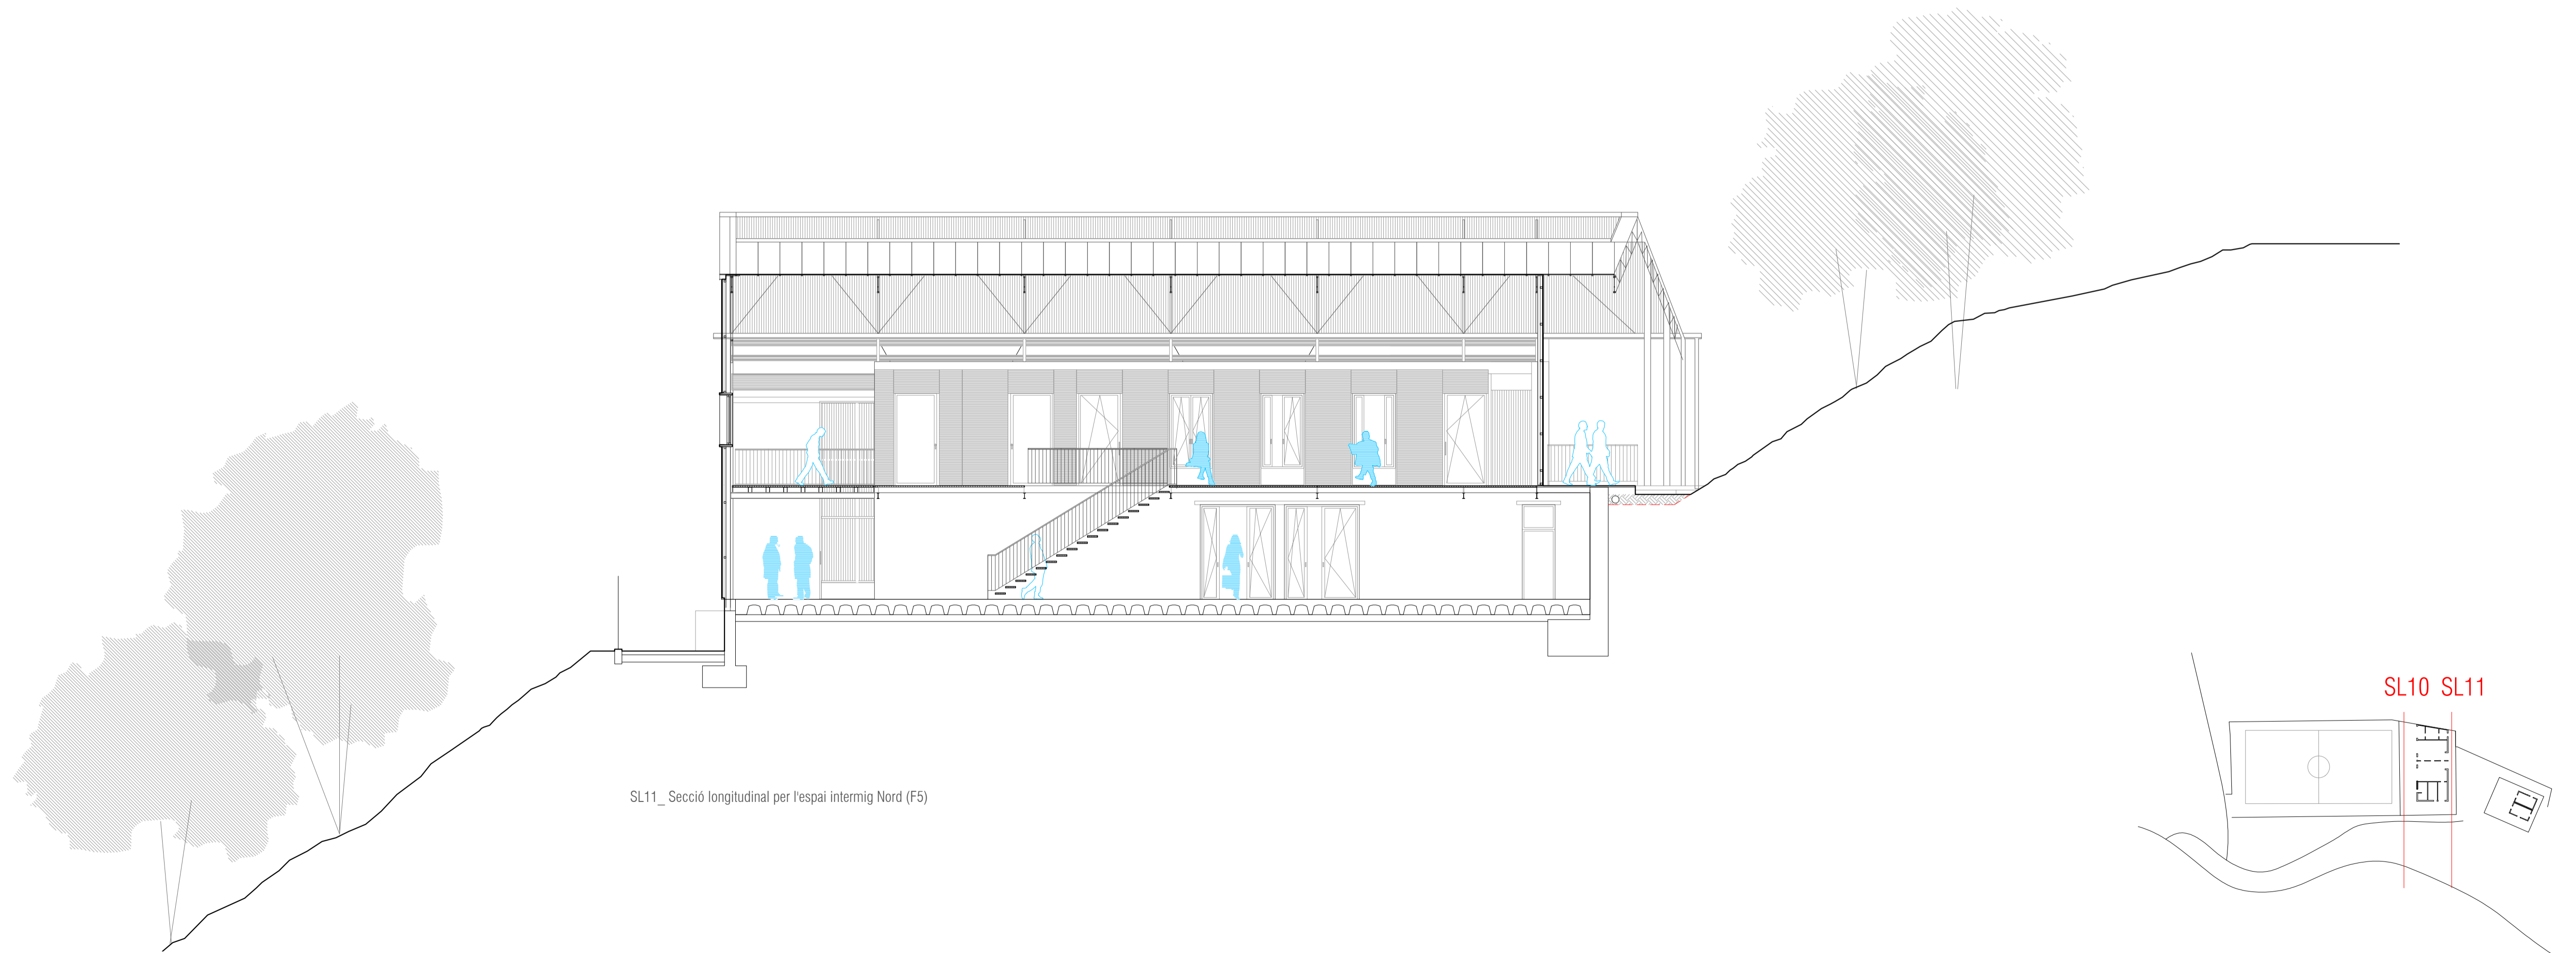 SL10 SL11
SL11_ Secció longitudinal per l'espai intermig Nord (F5)